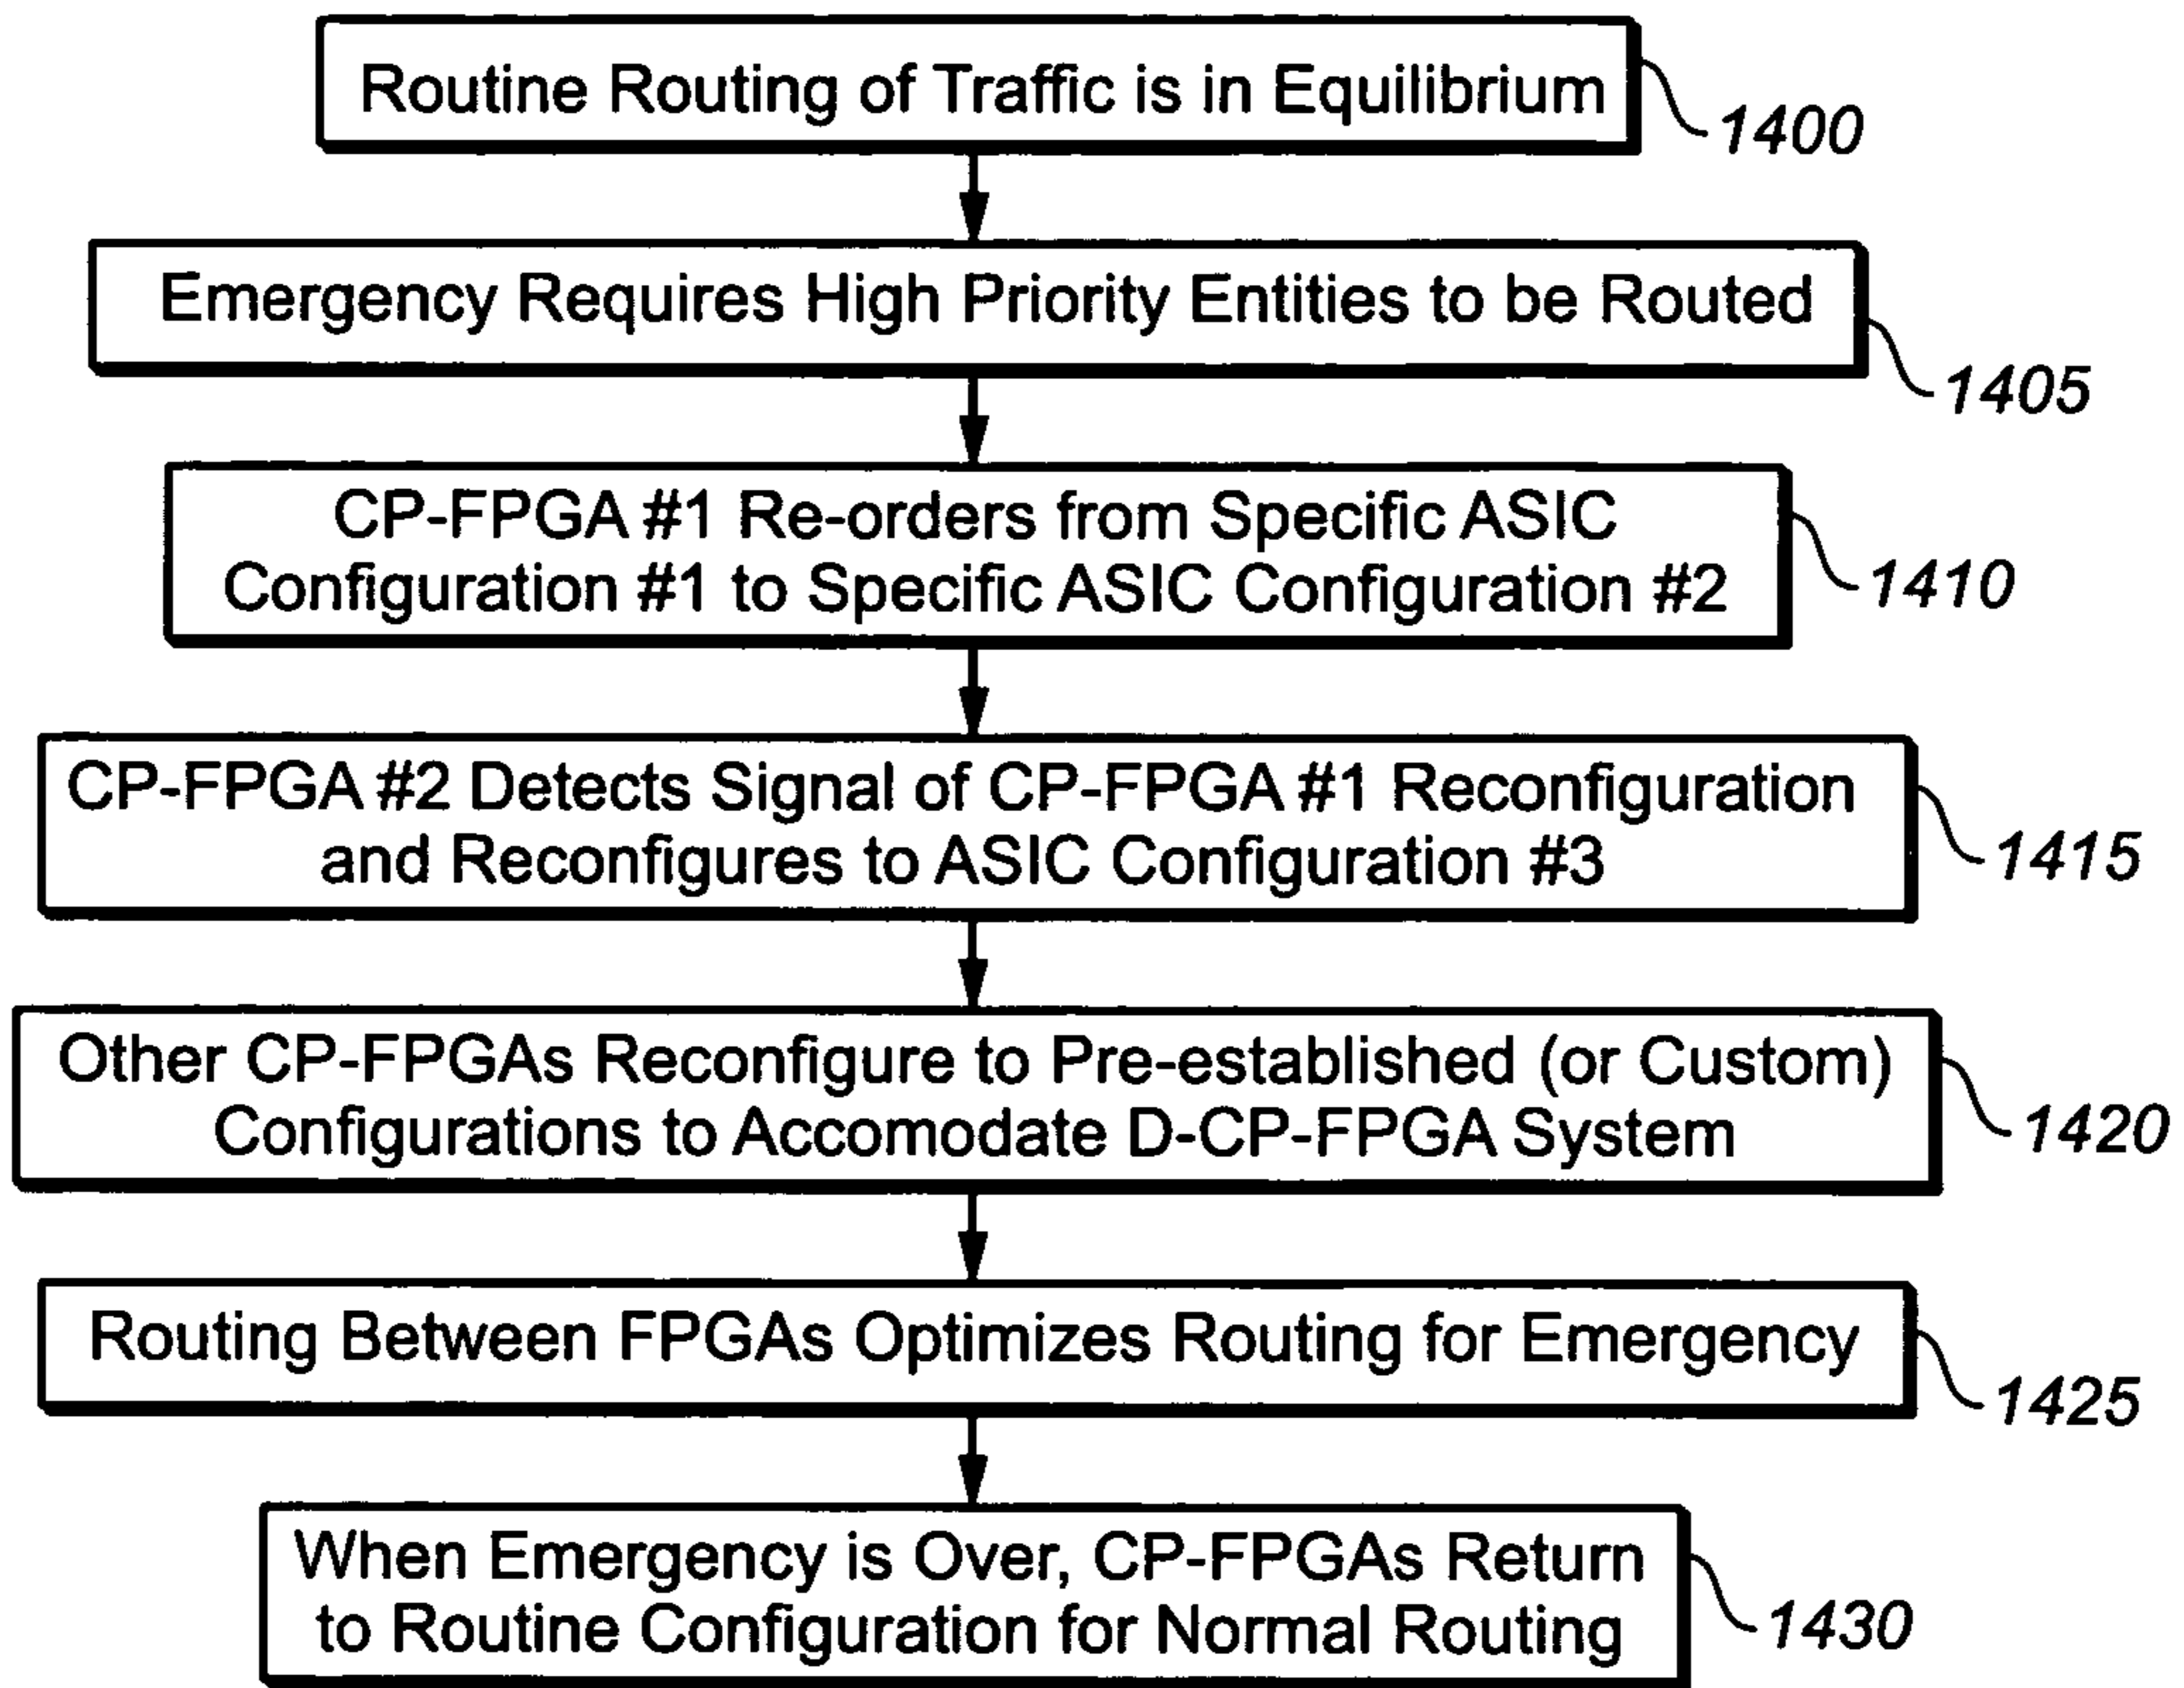 Routine Routing of Traffic is in Equilibrium
1400
Emergency Requires High Priority Entities to be Routed
1405
CP-FPGA #1 Re-orders from Specific ASIC
Configuration #1 to Specific ASIC Configuration #2
1410
CP-FPGA #2 Detects Signal of CP-FPGA #1 Reconfiguration
and Reconfigures to ASIC Configuration #3
1415
Other CP-FPGAs Reconfigure to Pre-established (or Custom)
Configurations to Accomodate D-CP-FPGA System
1420
Routing Between FPGAs Optimizes Routing for Emergency
1425
When Emergency is Over, CP-FPGAs Return
to Routine Configuration for Normal Routing
1430